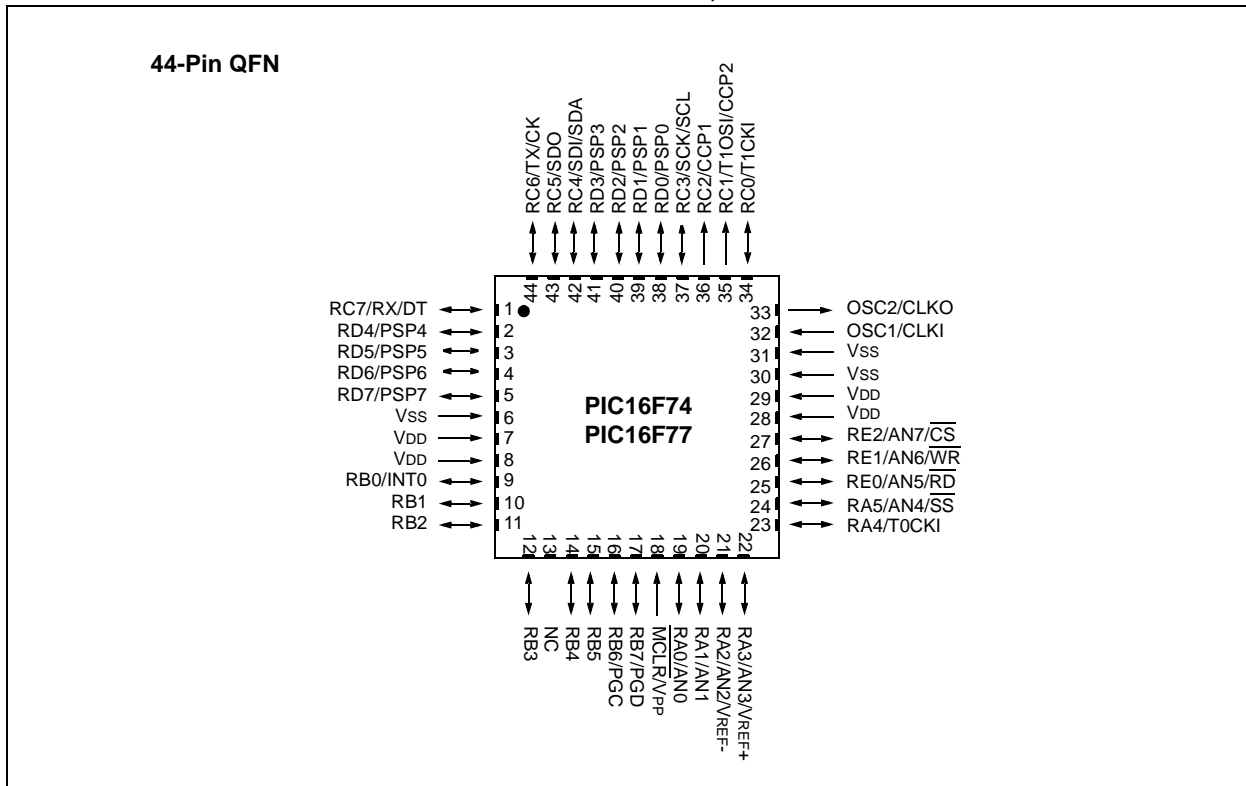 44-Pin QFN
RC6/TX/CK
RC5/SDO
RC4/SDI/SDA
RD3/PSP3
RD2/PSP2
RD1/PSP1
RD0/PSP0
RC3/SCK/SCL
RC2/CCP1
RC1/T1OSI/CCP2
RC0/T1CKI
44
43
42
41
40
39
38
37
36
35
34
RC7/RX/DT 1
RD4/PSP4 2
RD5/PSP5 3
RD6/PSP6 4
RD7/PSP7 5
VSS 6
VDD 7
VDD 8
RB0/INT0 9
RB1 10
RB2 11
PIC16F74
PIC16F77
33 OSC2/CLKO
32 OSC1/CLKI
31 VSS
30 VSS
29 VDD
28 VDD
27 RE2/AN7/CS
26 RE1/AN6/WR
25 RE0/AN5/RD
24 RA5/AN4/SS
23 RA4/T0CKI
12
13
14
15
16
17
18
19
20
21
22
RB3
NC
RB4
RB5
RB6/PGC
RB7/PGD
MCLR/VPP
RA0/AN0
RA1/AN1
RA2/AN2/VREF-
RA3/AN3/VREF+